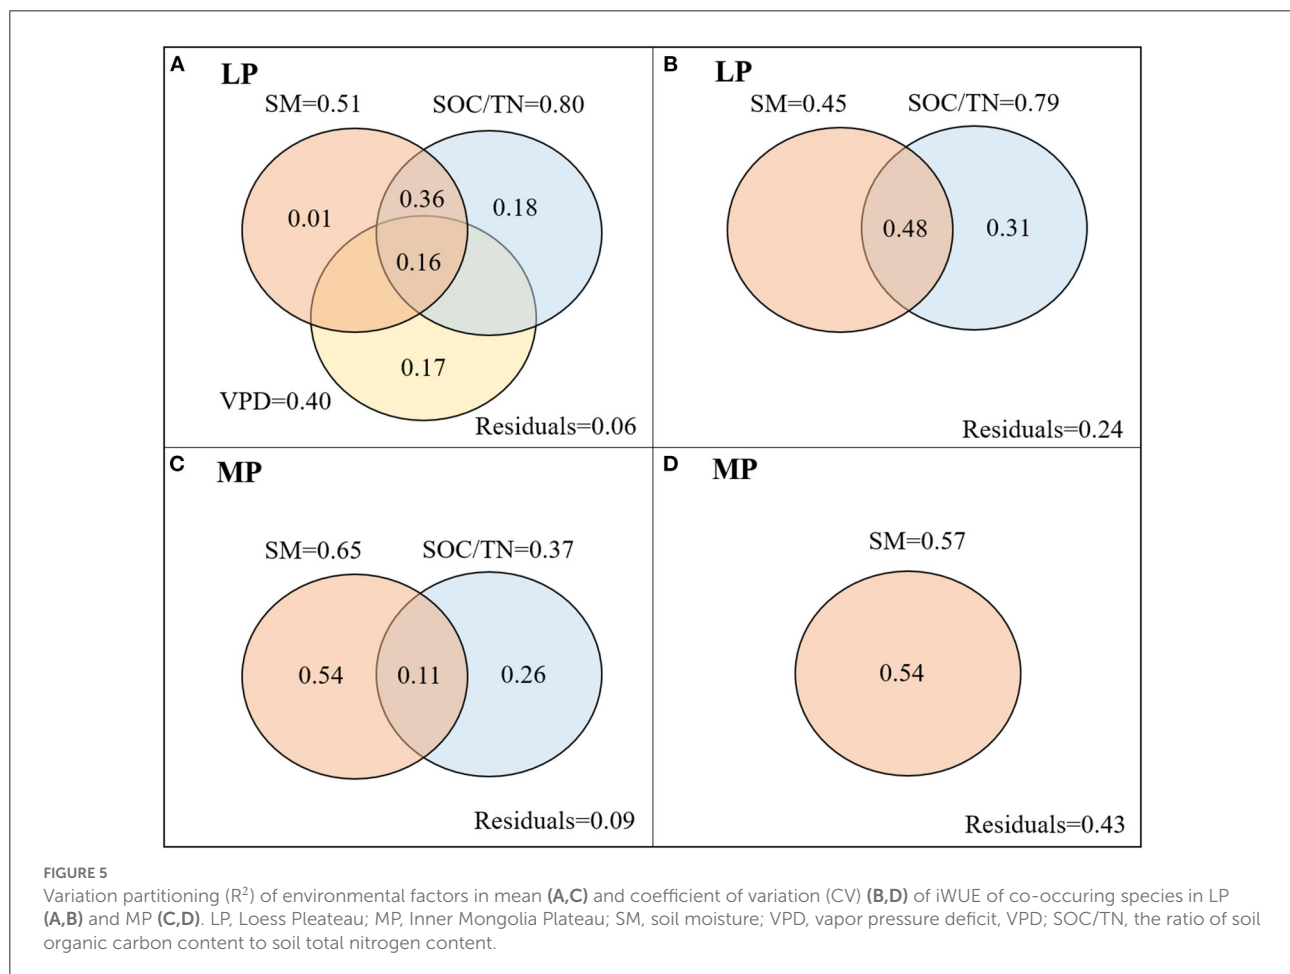 A LP
SM=0.51 SOC/TN=0.80
0.36
0.01 0.18
0.16
0.17
VPD=0.40
Residuals=0.06
B LP
SM=0.45 SOC/TN=0.79
0.48 0.31
Residuals=0.24
C MP
SM=0.65 SOC/TN=0.37
0.54 0.11 0.26
Residuals=0.09
D MP
SM=0.57
0.54
Residuals=0.43
FIGURE 5
Variation partitioning (R²) of environmental factors in mean (A,C) and coefficient of variation (CV) (B,D) of iWUE of co-occuring species in LP
(A,B) and MP (C,D). LP, Loess Pleateau; MP, Inner Mongolia Plateau; SM, soil moisture; VPD, vapor pressure deficit, VPD; SOC/TN, the ratio of soil
organic carbon content to soil total nitrogen content.